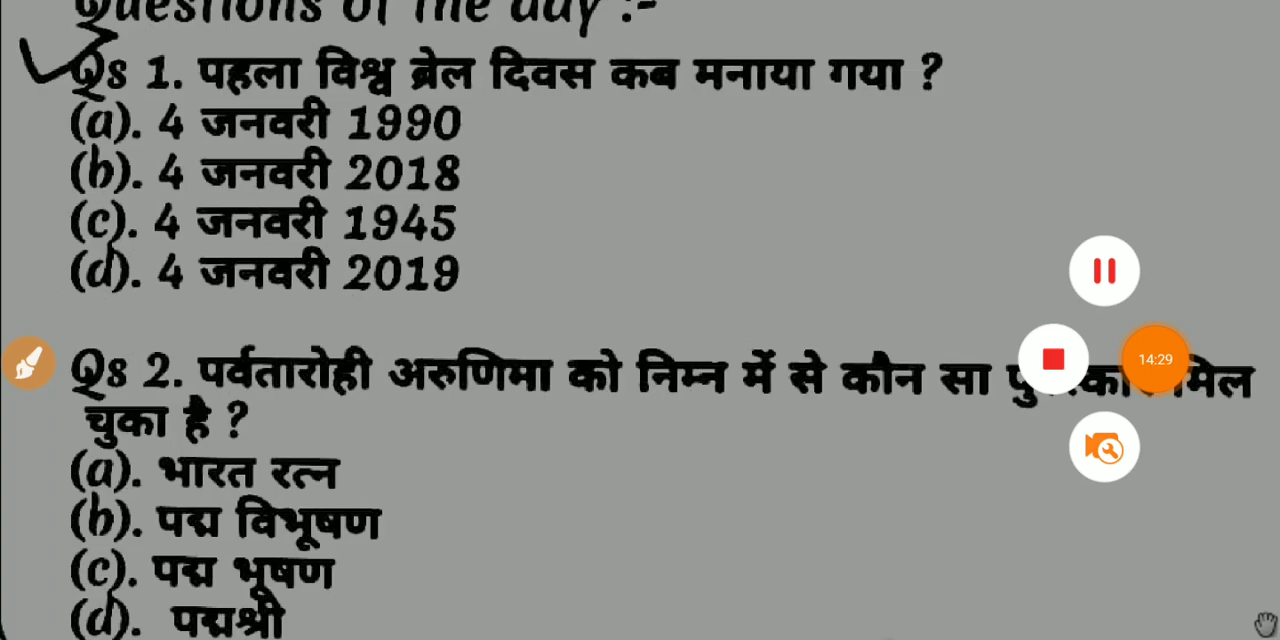 Questions of the day :-
Qs 1. पहला विश्व ब्रेल दिवस कब मनाया गया ?
(a). 4 जनवरी 1990
(b). 4 जनवरी 2018
(c). 4 जनवरी 1945
(d). 4 जनवरी 2019
Qs 2. पर्वतारोही अरुणिमा को निम्न में से कौन सा मिल
14:29
चुका है ?
(a). भारत रत्न
(b). पद्म विभूषण
(c). पद्म भूषण
(d). पद्मश्री